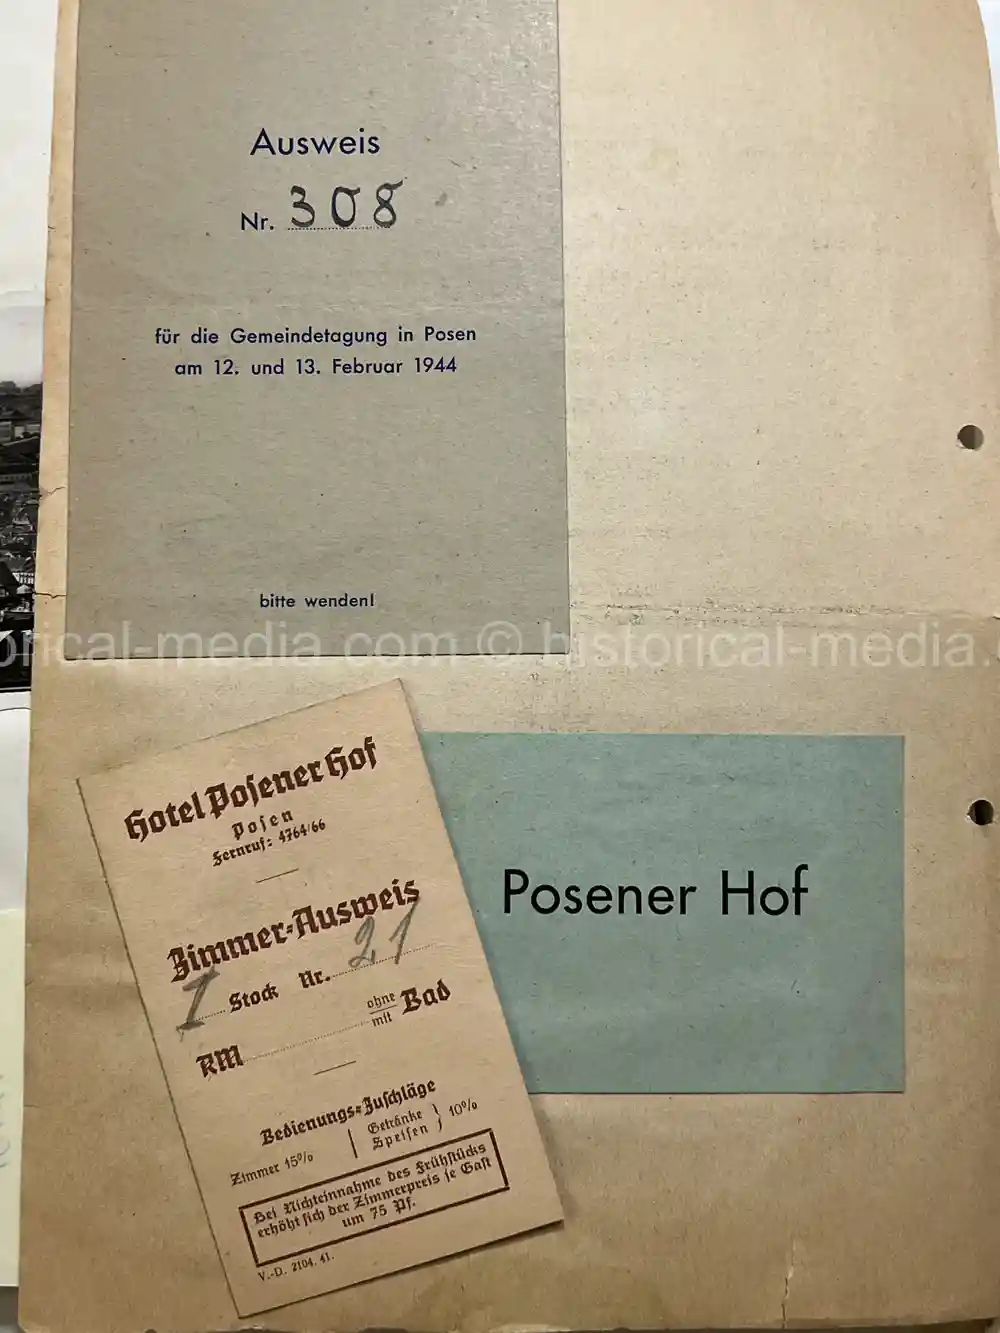 Ausweis
Nr. 308
für die Gemeindetagung in Posen
am 12. und 13. Februar 1944
bitte wenden!
orical-media.com © historical-media.
Hotel Posener Hof
Posen
Fernruf: 4764/66
Zimmer-Ausweis
1 Stock Nr. 21
RM ohne Bad
mit
Bedienungs-Zuschläge
Zimmer 15% | Getränke } 10%
Speisen
Bei Nichteinnahme des Frühstücks
erhöht sich der Zimmerpreis je Gast
um 75 Pf.
V.-D. 2104. 41.
Posener Hof